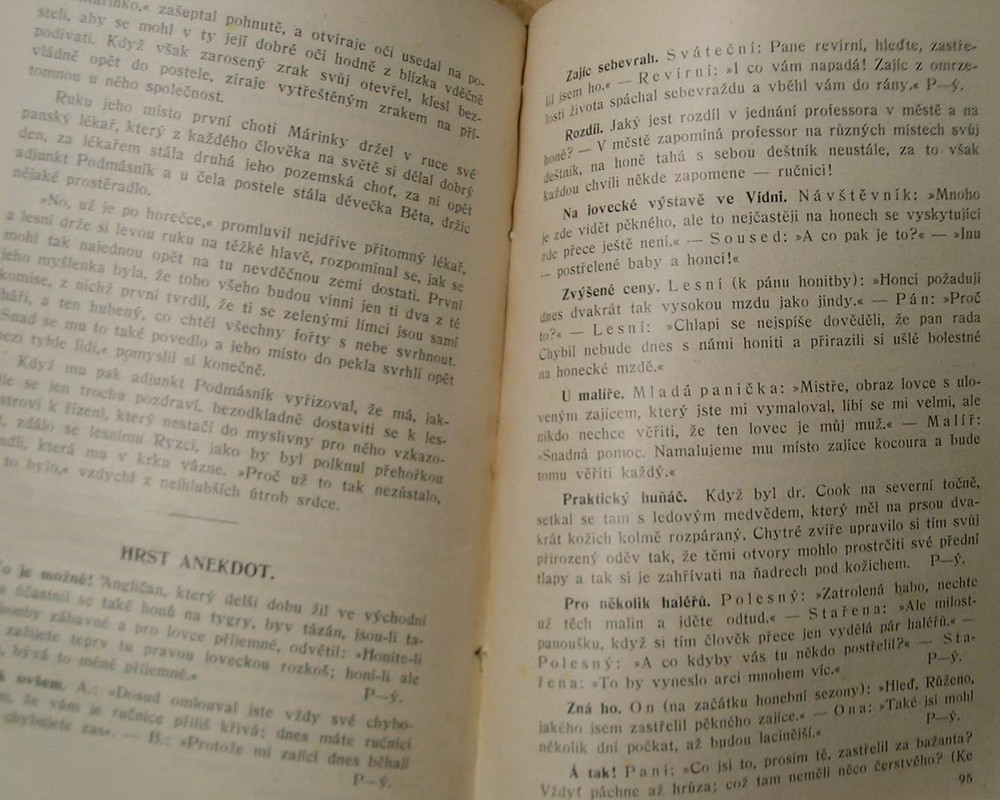 zašeptal pohnutě, a otvíraje oči usedal na po-
steli, aby se mohl v ty její dobré oči hodně z blízka vděčně
podívati. Když však zarosený zrak svůj otevřel, klesl bez-
vládně opět do postele, zíraje vytřeštěným zrakem na pří-
tomnou u něho společnost.
Ruku jeho místo první choti Márinky držel v ruce své
panský lékař, který z každého člověka na světě si dělal dobrý
den, za lékařem stála druhá jeho pozemská choť, za ní opět
adjunkt Podmásník a u čela postele stála děvečka Běta, držíc
nějaké prostěradlo.
»No, už je po horečce,« promluvil nejdříve přítomný lékař,
a lesní drže si levou ruku na těžké hlavě, rozpomínal se, jak se
mohl tak najednou opět na tu nevděčnou zemi dostati. První
jeho myšlenka byla, že toho všeho budou vinni jen ti dva z té
komise, z nichž první tvrdil, že ti se zelenými límci jsou samí
lháři, a ten hubený, co chtěl všechny fořty s nebe svrhnout.
Snad se mu to také povedlo a jeho místo do pekla svrhli opět
mezi tyhle lidi,« pomyslil si konečně.
Když mu pak adjunkt Podmásník vyřizoval, že má, jak-
mile se jen trochu pozdraví, bezodkladně dostaviti se k les-
mistrovi k řízení, který nestačí do myslivny pro něho vzkazo-
zdálo se lesnímu Ryzci, jako by byl polknul přehořkou
která mu v krku vázne. »Proč už to tak nezůstalo,
to bylo,« vzdychl z nejhlubších útrob srdce.
HRST ANEKDOT.
To je možné! Angličan, který delší dobu žil ve východní
účastnil se také honů na tygry, byv tázán, jsou-li ta-
honby zábavné a pro lovce příjemné, odvětil: »Honíte-li
zažijete teprv tu pravou loveckou rozkoš; honí-li ale
bývá to méně příjemné.« P—ý.
ovšem. A.: »Dosud omlouval jste vždy své chybo-
že vám je ručnice příliš křivá; dnes máte ručnici
chybujete zas«. — B.: »Protože mi zajíci dnes běhali
P—ý.
Zajíc sebevrah. Sváteční: Pane revírní, hleďte, zastře-
lil jsem ho.« — Revírní: »I co vám napadá! Zajíc z omrze-
losti života spáchal sebevraždu a vběhl vám do rány.« P—ý.
Rozdíl. Jaký jest rozdíl v jednání professora v městě a na
honě? — V městě zapomíná professor na různých místech svůj
deštník, na honě tahá s sebou deštník neustále, za to však
každou chvíli někde zapomene — ručnici!
Na lovecké výstavě ve Vídni. Návštěvník: »Mnoho
je zde vidět pěkného, ale to nejčastěji na honech se vyskytující
zde přece ještě není.« — Soused: »A co pak je to?« — »Inu
— postřelené baby a honci!«
Zvýšené ceny. Lesní (k pánu honitby): »Honci požadují
dnes dvakrát tak vysokou mzdu jako jindy.« — Pán: »Proč
to?« — Lesní: »Chlapi se nejspíše dověděli, že pan rada
Chybil nebude dnes s námi honiti a přirazili si ušlé bolestné
na honecké mzdě.«
U malíře. Mladá panička: »Mistře, obraz lovce s ulo-
veným zajícem, který jste mi vymaloval, líbí se mi velmi, ale
nikdo nechce věřiti, že ten lovec je můj muž.« — Malíř:
»Snadná pomoc. Namalujeme mu místo zajíce kocoura a bude
tomu věřiti každý.«
Praktický huňáč. Když byl dr. Cook na severní točně,
setkal se tam s ledovým medvědem, který měl na prsou dva-
krát kožich kolmo rozpáraný. Chytré zvíře upravilo si tím svůj
přirozený oděv tak, že těmi otvory mohlo prostrčiti své přední
tlapy a tak si je zahřívati na ňadrech pod kožichem. P—ý.
Pro několik haléřů. Polesný: »Zatrolená babo, nechte
už těch malin a jděte odtud.« — Stařena: »Ale milost-
panoušku, když si tím člověk přece jen vydělá pár haléřů.« —
Polesný: »A co kdyby vás tu někdo postřelil?« — Sta-
řena: »To by vyneslo arci mnohem víc.« P—ý.
Zná ho. On (na začátku honební sezony): »Hleď, Růženo,
jakého jsem zastřelil pěkného zajíce.« — Ona: »Také jsi mohl
několik dní počkat, až budou lacinější.« P—ý.
Á tak! Paní: »Co jsi to, prosím tě, zastřelil za bažanta?
Vždyť páchne až hrůza; což tam neměli něco čerstvého? (Ke
95